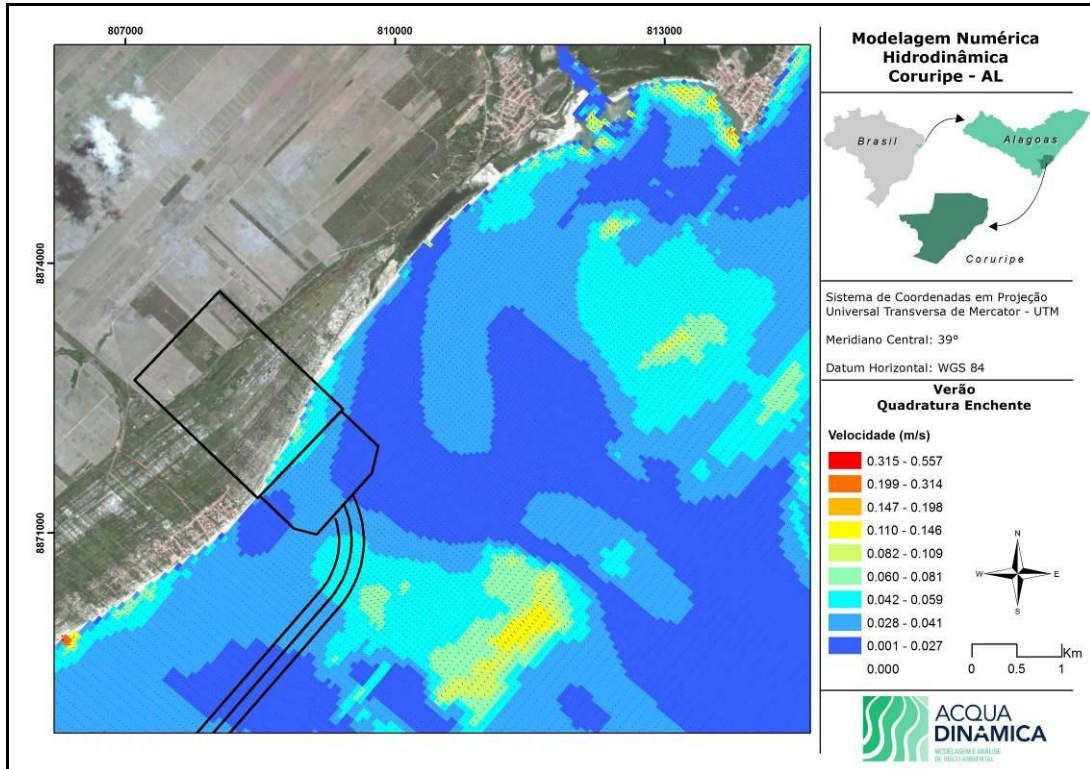 807000
810000
813000
8874000
8871000
Modelagem Numérica
Hidrodinâmica
Coruripe - AL
Brasil
Alagoas
Coruripe
Sistema de Coordenadas em Projeção
Universal Transversa de Mercator - UTM
Meridiano Central: 39°
Datum Horizontal: WGS 84
Verão
Quadratura Enchente
Velocidade (m/s)
0.315 - 0.557
0.199 - 0.314
0.147 - 0.198
0.110 - 0.146
0.082 - 0.109
0.060 - 0.081
0.042 - 0.059
0.028 - 0.041
0.001 - 0.027
0.000
N
W
E
S
Km
0 0.5 1
ACQUA
DINÂMICA
MODELAGEM E ANÁLISE
DE RISCO AMBIENTAL